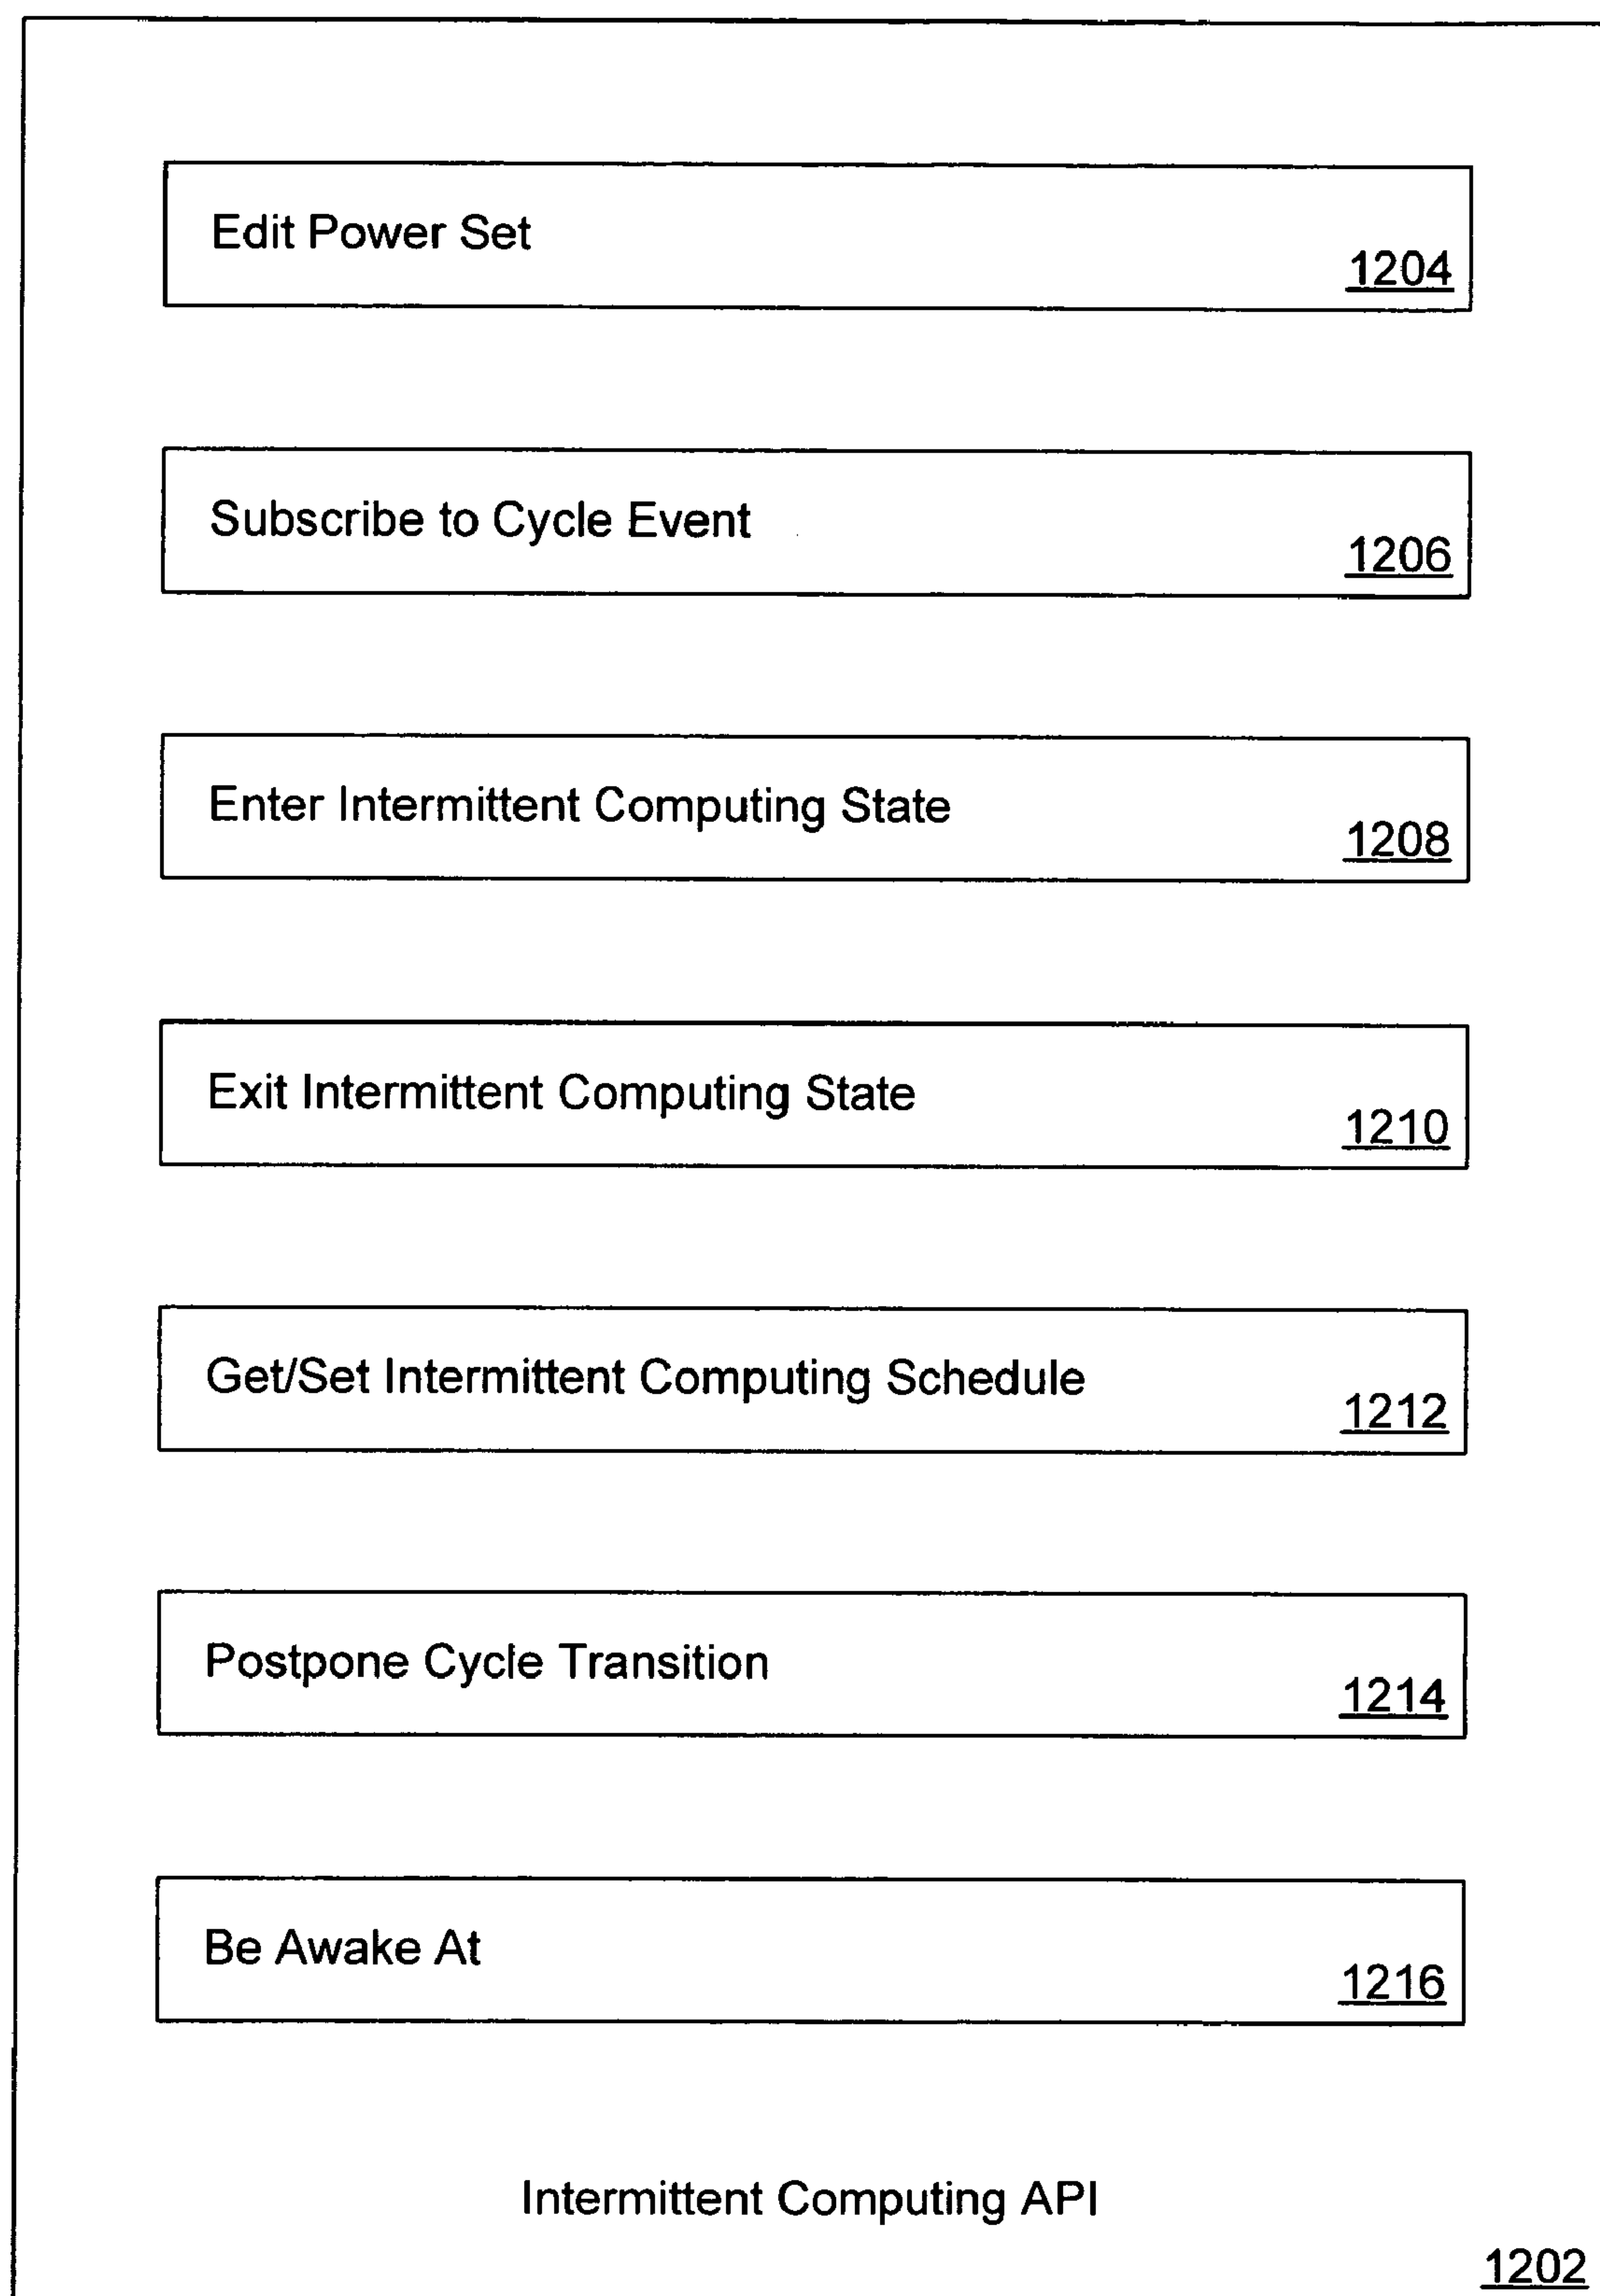 Edit Power Set
1204
Subscribe to Cycle Event
1206
Enter Intermittent Computing State
1208
Exit Intermittent Computing State
1210
Get/Set Intermittent Computing Schedule
1212
Postpone Cycle Transition
1214
Be Awake At
1216
Intermittent Computing API
1202